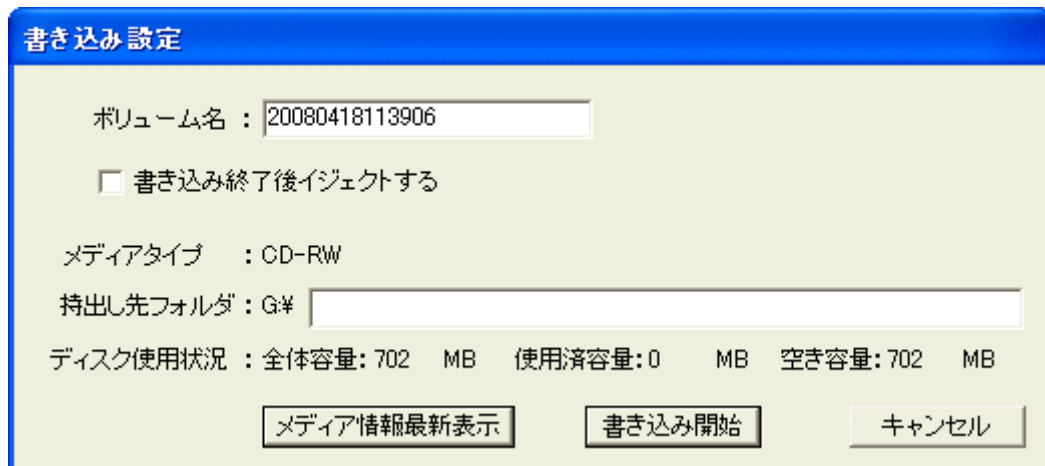 書き込み設定
ボリューム名 : 20080418113906
書き込み終了後イジェクトする
メディアタイプ : CD-RW
持出し先フォルダ : G:¥
ディスク使用状況 : 全体容量: 702 MB 使用済容量: 0 MB 空き容量: 702 MB
メディア情報最新表示 書き込み開始 キャンセル